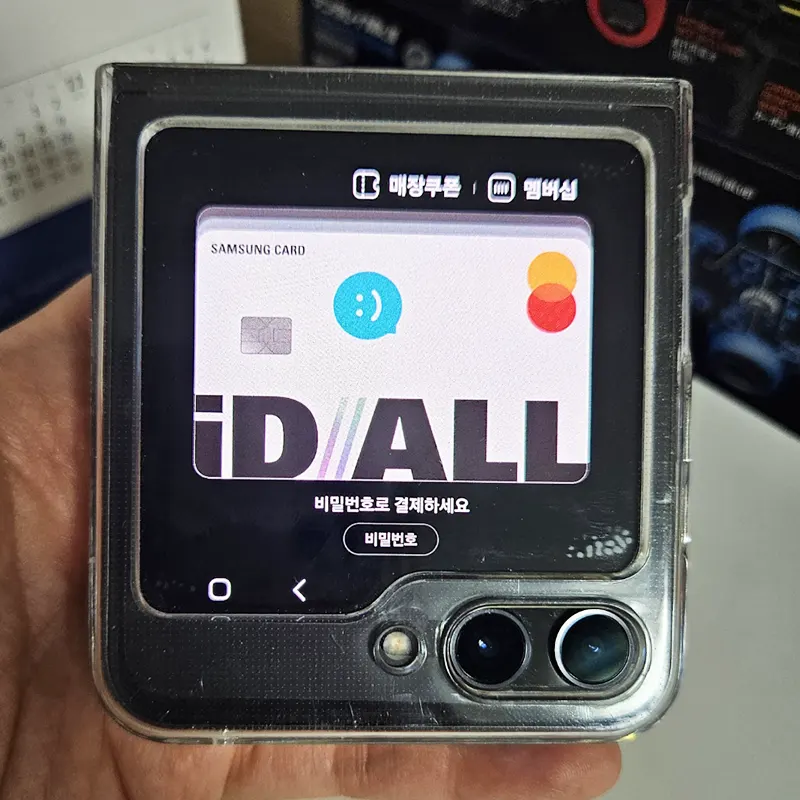 매장쿠폰 | 멤버십
SAMSUNG CARD
:)
iD//ALL
비밀번호로 결제하세요
비밀번호